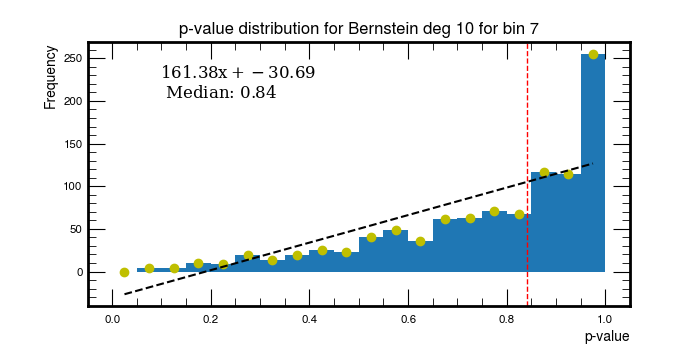 p-value distribution for Bernstein deg 10 for bin 7
Frequency
250
200
150
100
50
0
161.38x + −30.69
Median: 0.84
0.0 0.2 0.4 0.6 0.8 1.0
p-value